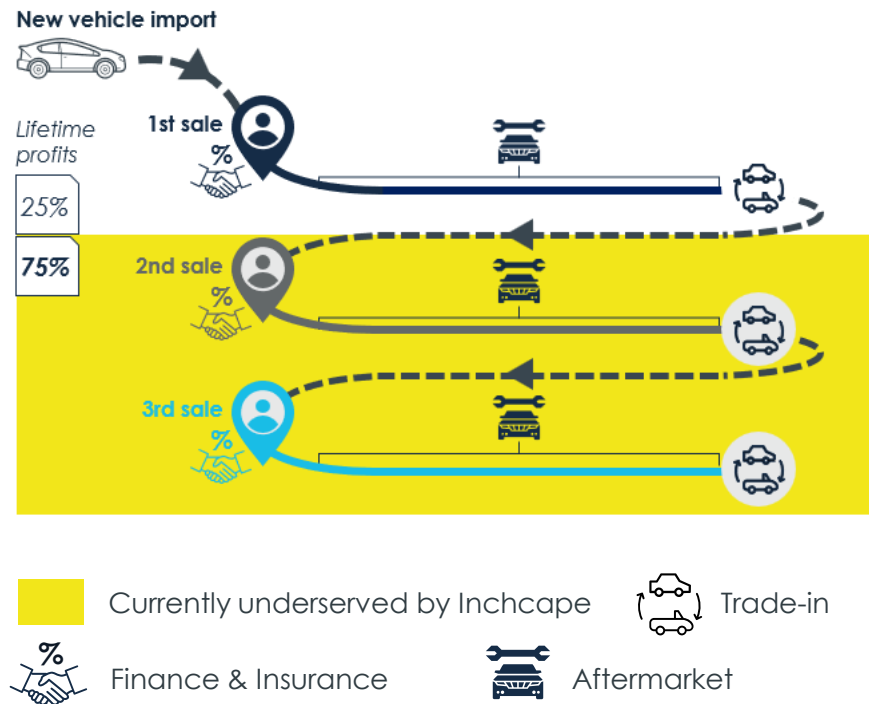 New vehicle import
1st sale
Lifetime
profits
%
25%
75%
2nd sale
%
3rd sale
%
Currently underserved by Inchcape
Trade-in
%
Finance & Insurance
Aftermarket